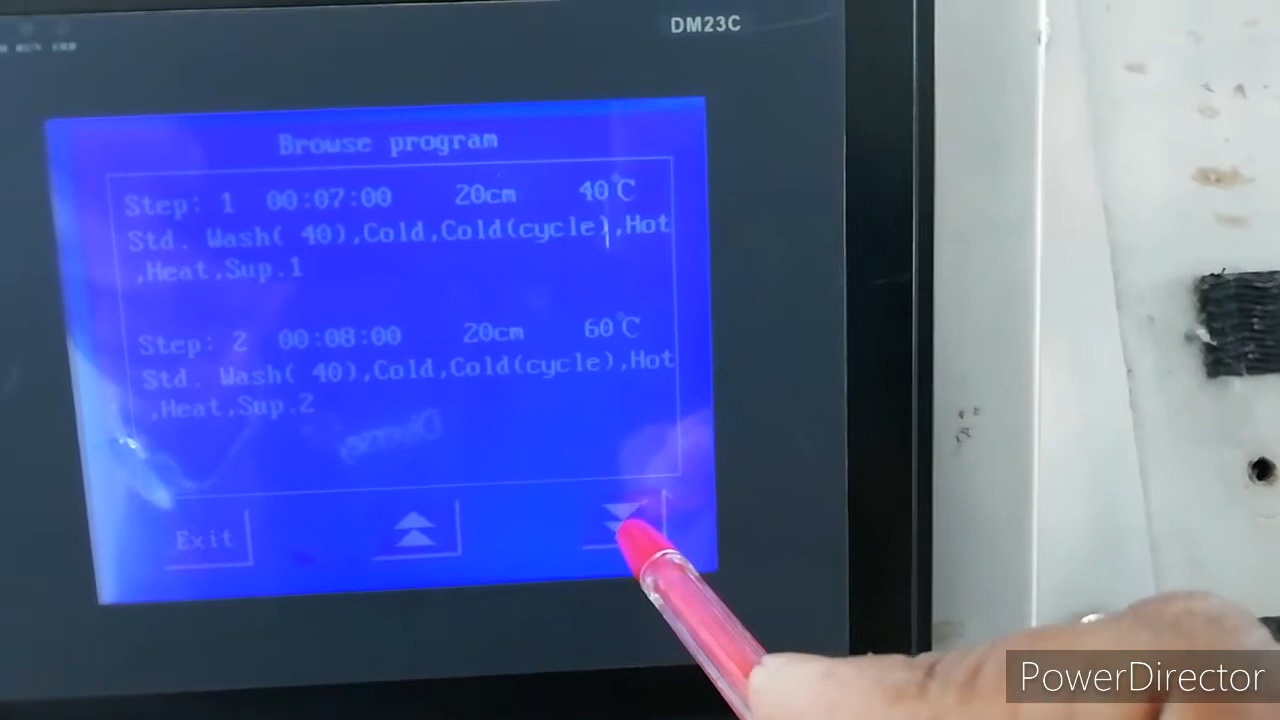 DM23C
Browse program
Step: 1 00:07:00 20cm 40°C
Std. Wash( 40),Cold,Cold(cycle),Hot
,Heat,Sup.1
Step: 2 00:08:00 20cm 60°C
Std. Wash( 40),Cold,Cold(cycle),Hot
,Heat,Sup.2
Exit
PowerDirector